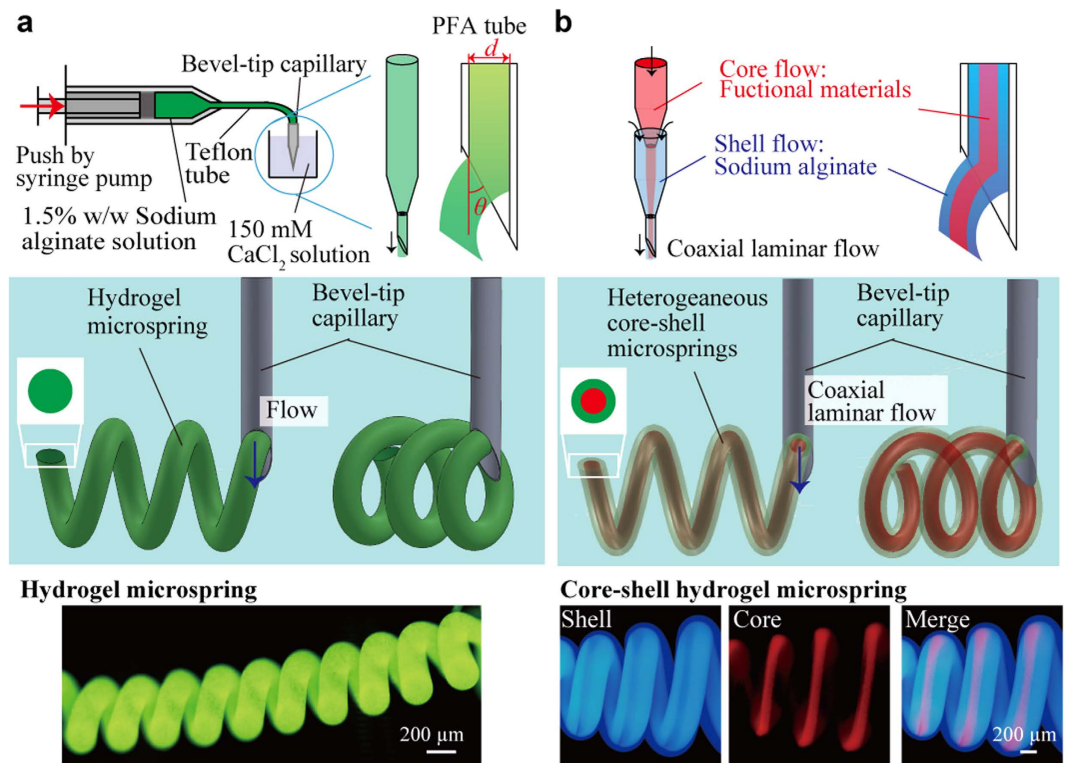 a
Bevel-tip capillary
PFA tube
d
Push by
syringe pump
Teflon
tube
θ
1.5% w/w Sodium
alginate solution
150 mM
CaCl2 solution
Hydrogel
microspring
Bevel-tip
capillary
Flow
Hydrogel microspring
200 µm
b
Core flow:
Fuctional materials
Shell flow:
Sodium alginate
Coaxial laminar flow
Heterogeaneous
core-shell
microsprings
Bevel-tip
capillary
Coaxial
laminar flow
Core-shell hydrogel microspring
Shell
Core
Merge
200 µm